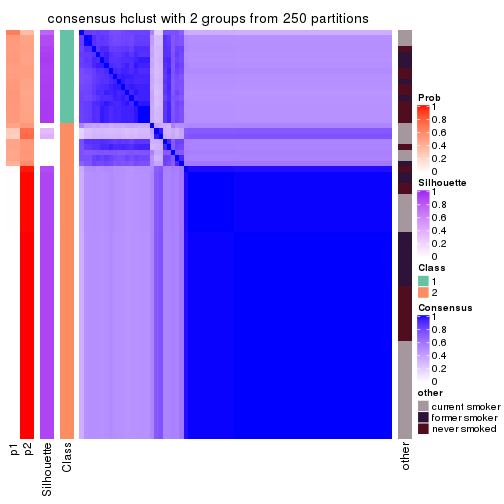 consensus hclust with 2 groups from 250 partitions
Prob
1
0.8
0.6
0.4
0.2
0
Silhouette
1
0.8
0.6
0.4
0.2
0
Class
1
2
Consensus
1
0.8
0.6
0.4
0.2
0
other
current smoker
former smoker
never smoked
p1
p2
Silhouette
Class
other